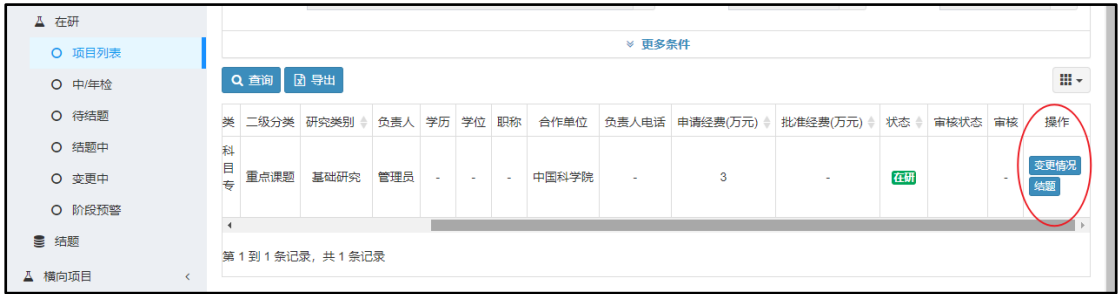 在研
项目列表
中/年检
待结题
结题中
变更中
阶段预警
结题
横向项目
更多条件
查询 导出
类 二级分类 研究类别 负责人 学历 学位 职称 合作单位 负责人电话 申请经费(万元) 批准经费(万元) 状态 审核状态 审核 操作
科
目
专
重点课题 基础研究 管理员 - - - 中国科学院 - 3 - 在研 - 变更情况
结题
第 1 到 1 条记录，共 1 条记录